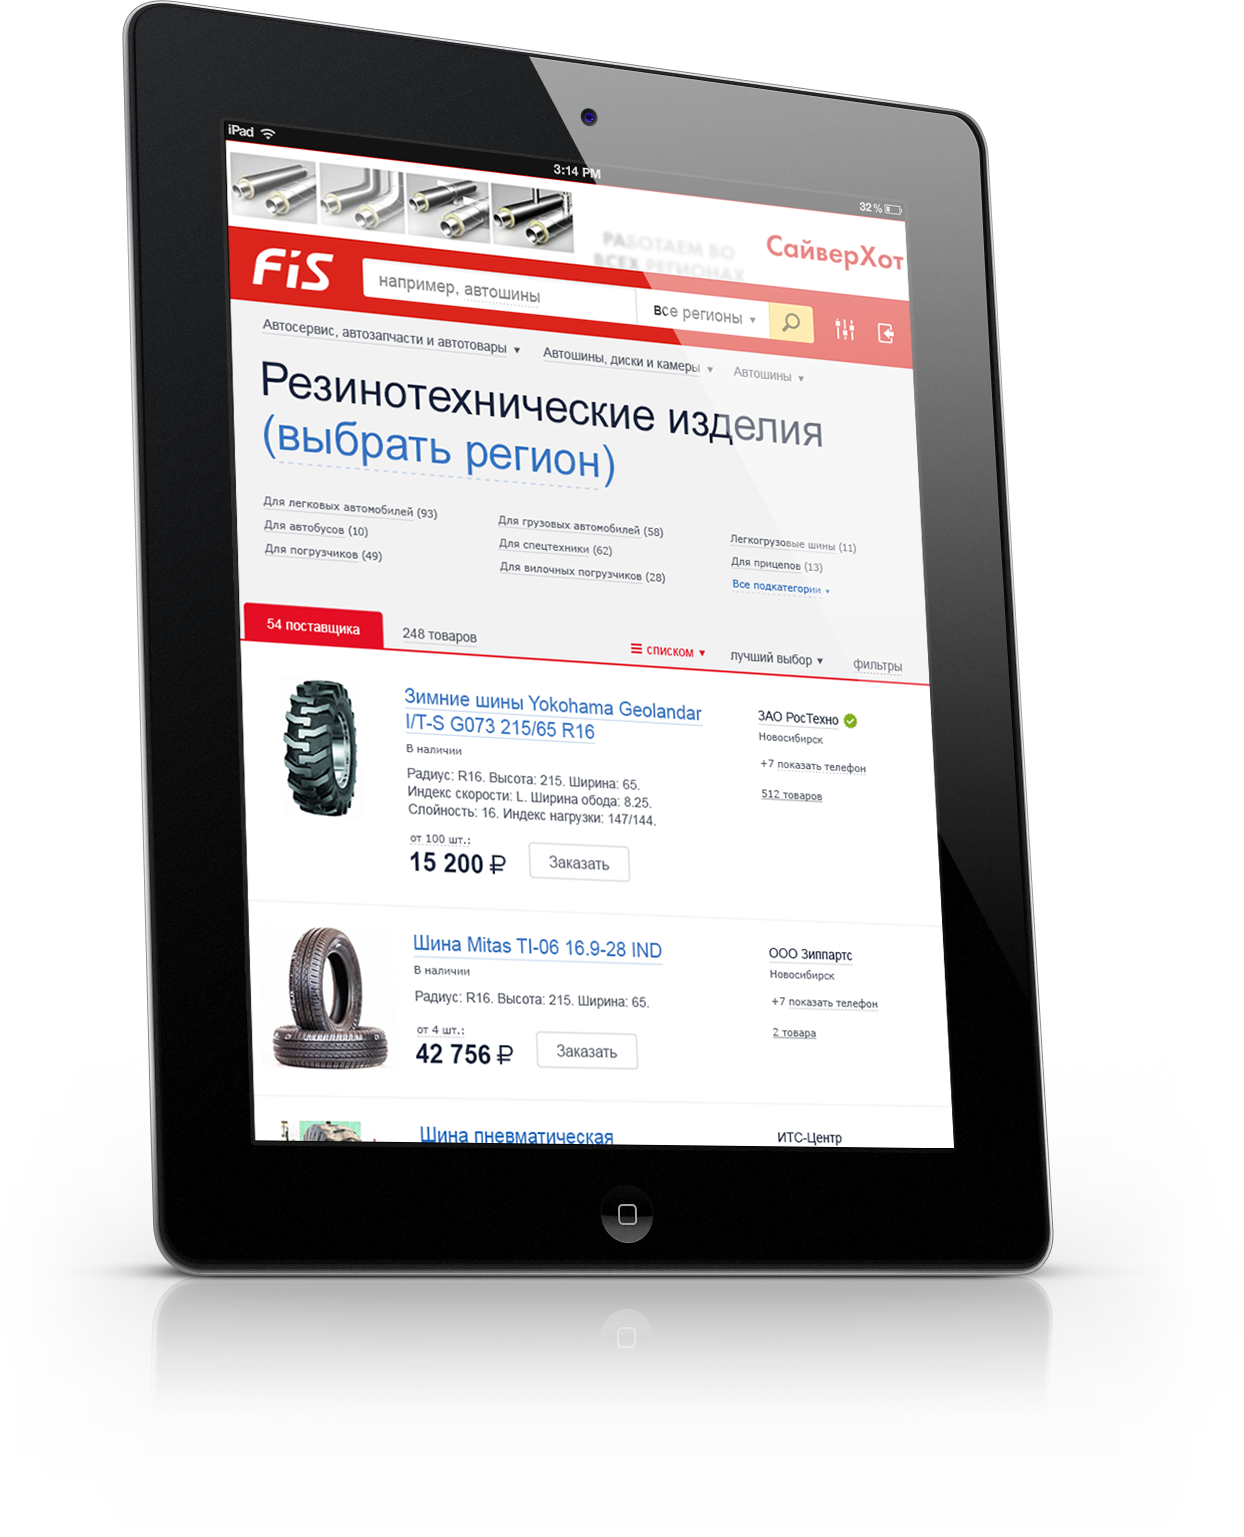 iPad
3:14 PM
32%
РАБОТАЕМ ВО
ВСЕХ РЕГИОНАХ
СайверХот
FiS
например, автошины
все регионы
Автосервис, автозапчасти и автотовары
Автошины, диски и камеры
Автошины
Резинотехнические изделия
(выбрать регион)
Для легковых автомобилей (93)
Для автобусов (10)
Для погрузчиков (49)
Для грузовых автомобилей (58)
Для спецтехники (62)
Для вилочных погрузчиков (28)
Легкогрузовые шины (11)
Для прицепов (13)
Все подкатегории
54 поставщика
248 товаров
списком
лучший выбор
фильтры
Зимние шины Yokohama Geolandar
I/T-S G073 215/65 R16
В наличии
Радиус: R16. Высота: 215. Ширина: 65.
Индекс скорости: L. Ширина обода: 8.25.
Слойность: 16. Индекс нагрузки: 147/144.
от 100 шт.:
15 200 ₽
Заказать
ЗАО РосТехно
Новосибирск
+7 показать телефон
512 товаров
Шина Mitas TI-06 16.9-28 IND
В наличии
Радиус: R16. Высота: 215. Ширина: 65.
от 4 шт.:
42 756 ₽
Заказать
ООО Зиппартс
Новосибирск
+7 показать телефон
2 товара
Шина пневматическая
ИТС-Центр